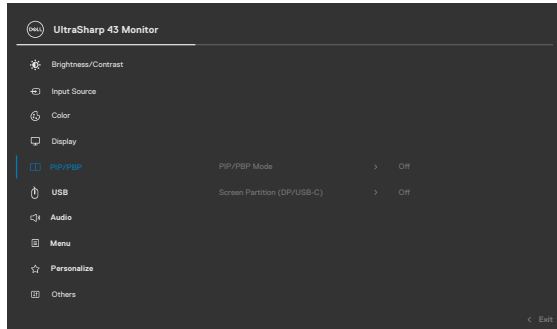 DELL UltraSharp 43 Monitor
Brightness/Contrast
Input Source
Color
Display
PIP/PBP PIP/PBP Mode > Off
USB Screen Partition (DP/USB-C) > Off
Audio
Menu
Personalize
Others
< Exit